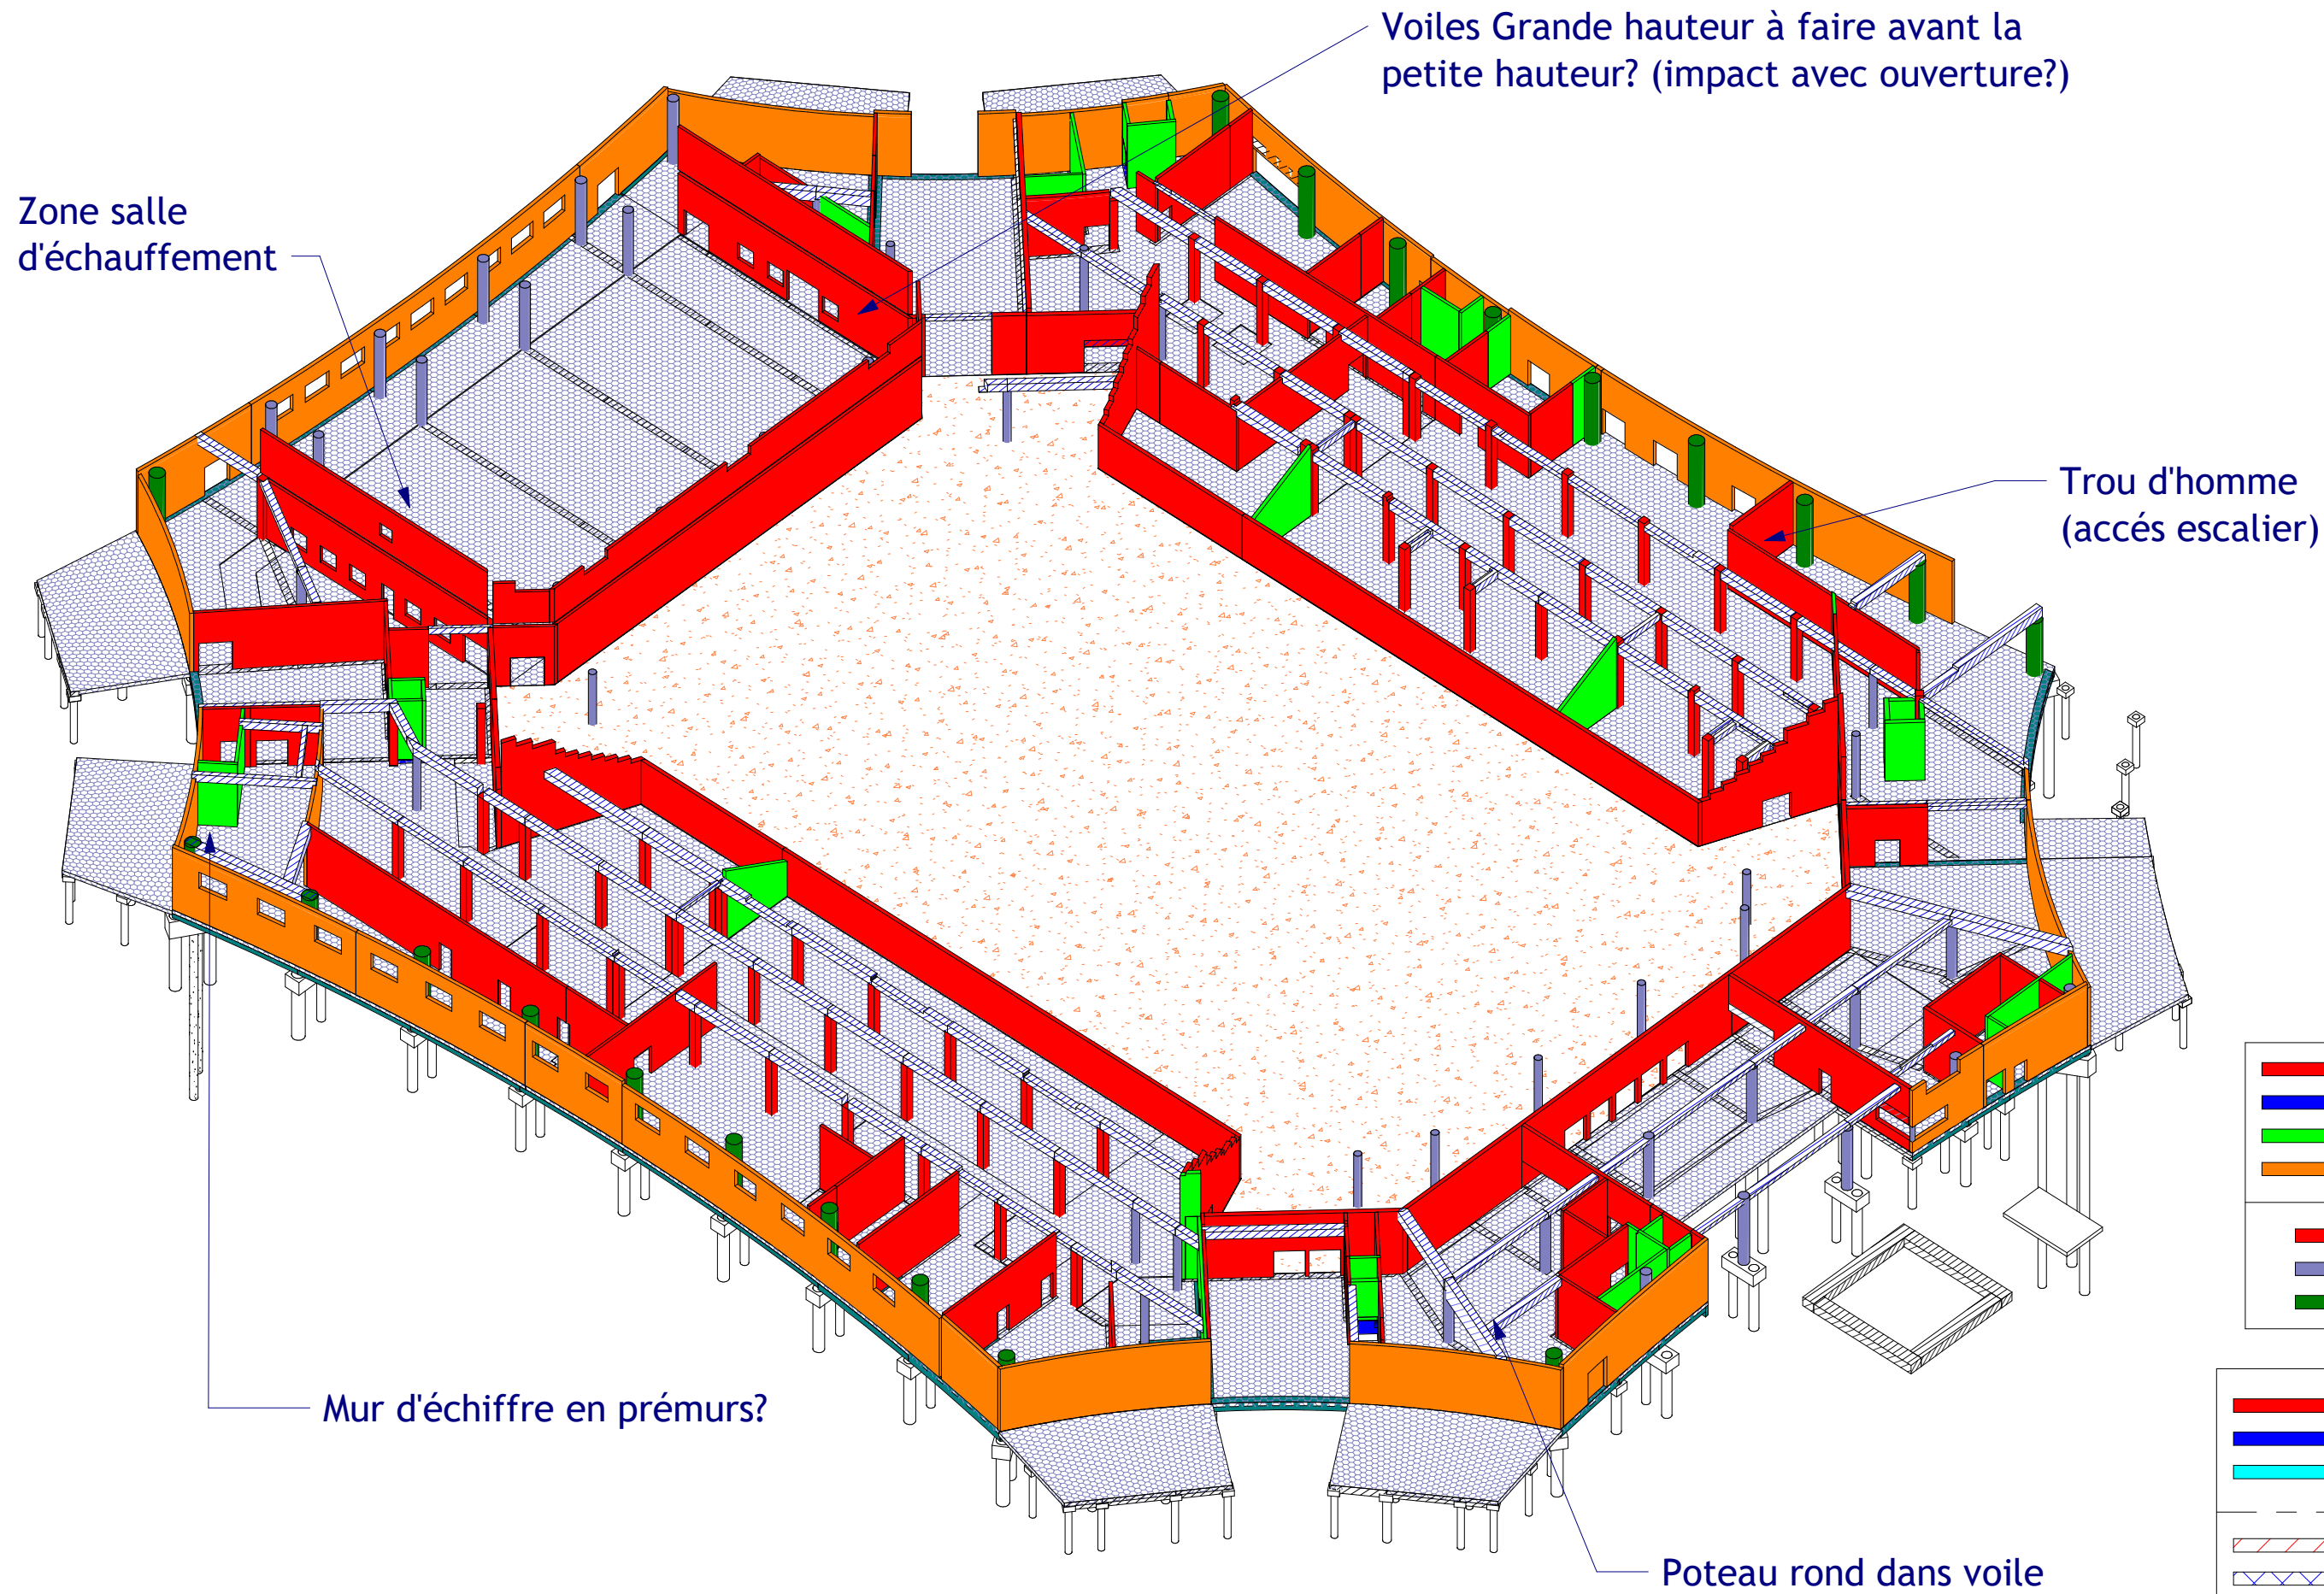 Voiles Grande hauteur à faire avant la
petite hauteur? (impact avec ouverture?)
Zone salle
d'échauffement
Trou d'homme
(accés escalier)
Mur d'échiffre en prémurs?
Poteau rond dans voile